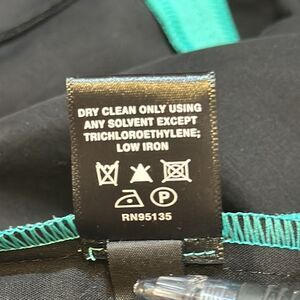 DRY CLEAN ONLY USING
ANY SOLVENT EXCEPT
TRICHLOROETHYLENE;
LOW IRON
P
RN95135